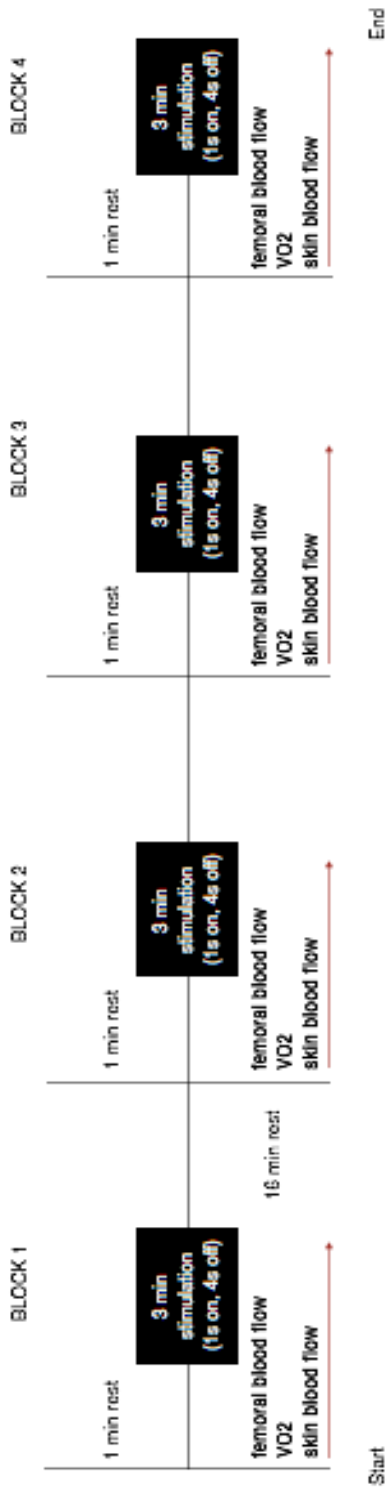 BLOCK 1
1 min rest
3 min
stimulation
(1s on, 4s off)
femoral blood flow
VO2
skin blood flow
16 min rest
BLOCK 2
1 min rest
3 min
stimulation
(1s on, 4s off)
femoral blood flow
VO2
skin blood flow
BLOCK 3
1 min rest
3 min
stimulation
(1s on, 4s off)
femoral blood flow
VO2
skin blood flow
BLOCK 4
1 min rest
3 min
stimulation
(1s on, 4s off)
femoral blood flow
VO2
skin blood flow
Start
End